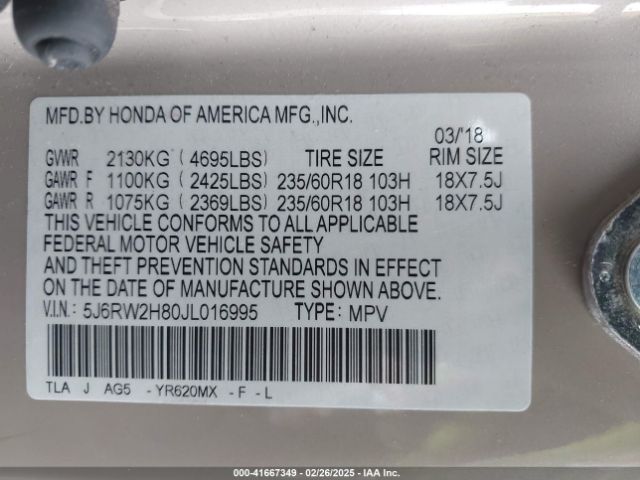 MFD.BY HONDA OF AMERICA MFG.,INC.
03/'18
GVWR 2130KG (4695LBS) TIRE SIZE RIM SIZE
GAWR F 1100KG (2425LBS) 235/60R18 103H 18X7.5J
GAWR R 1075KG (2369LBS) 235/60R18 103H 18X7.5J
THIS VEHICLE CONFORMS TO ALL APPLICABLE
FEDERAL MOTOR VEHICLE SAFETY
AND THEFT PREVENTION STANDARDS IN EFFECT
ON THE DATE OF MANUFACTURE SHOWN ABOVE.
V.I.N.: 5J6RW2H80JL016995 TYPE: MPV
TLA J AG5 -YR620MX -F -L
000-41667349 - 02/26/2025 - IAA Inc.